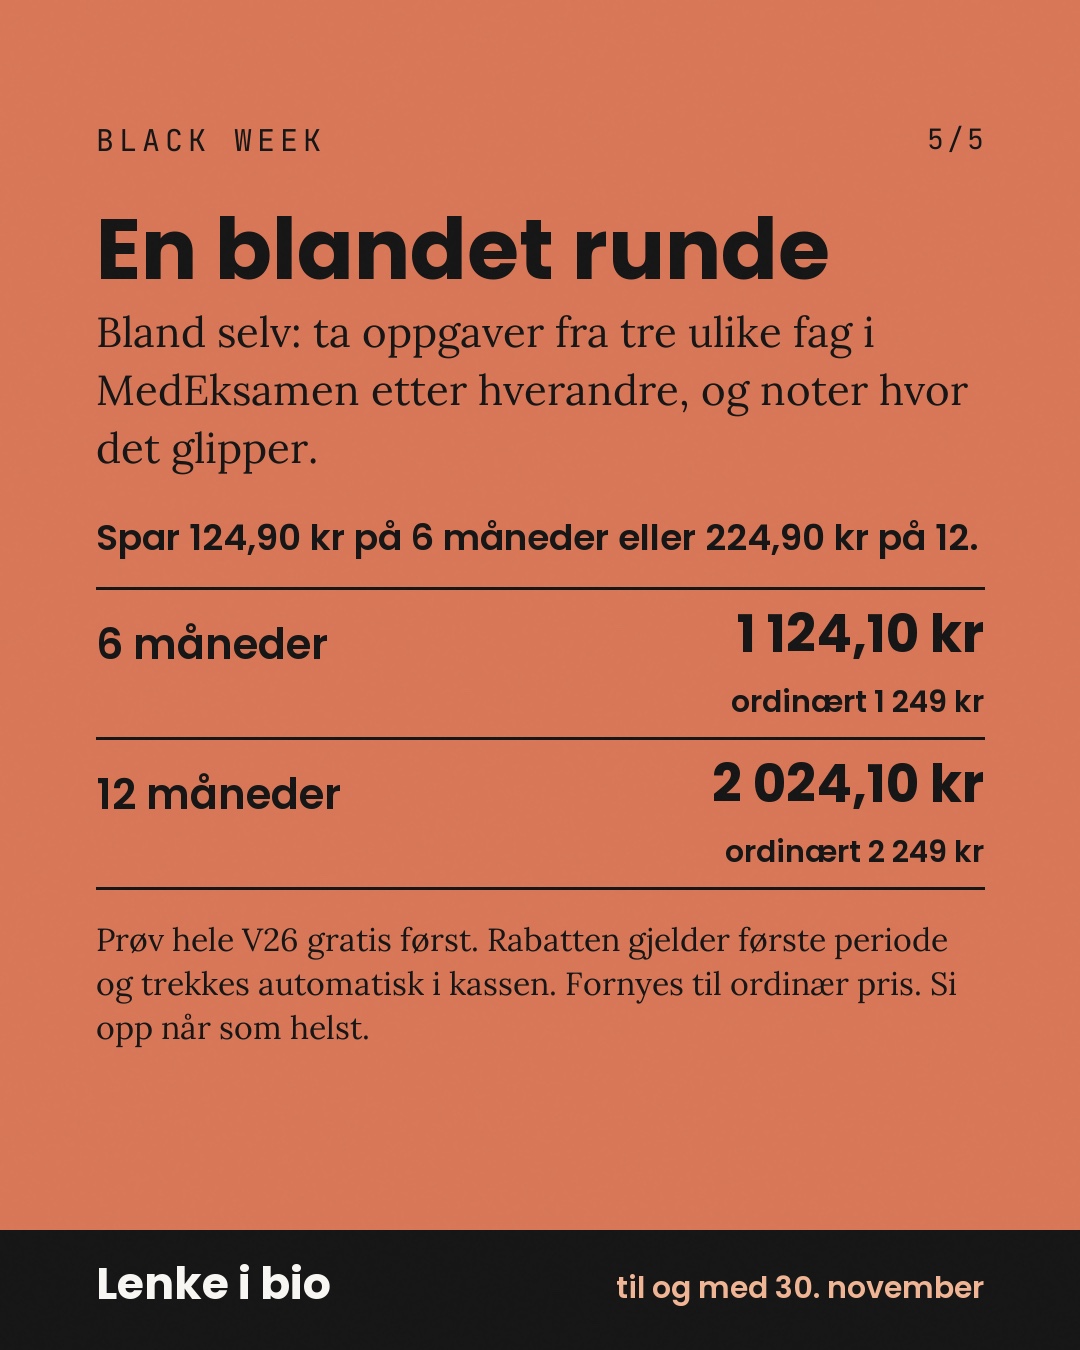 BLACK WEEK
5/5
En blandet runde
Bland selv: ta oppgaver fra tre ulike fag i
MedEksamen etter hverandre, og noter hvor
det glipper.
Spar 124,90 kr på 6 måneder eller 224,90 kr på 12.
6 måneder
1 124,10 kr
ordinært 1 249 kr
12 måneder
2 024,10 kr
ordinært 2 249 kr
Prøv hele V26 gratis først. Rabatten gjelder første periode
og trekkes automatisk i kassen. Fornyes til ordinær pris. Si
opp når som helst.
Lenke i bio
til og med 30. november